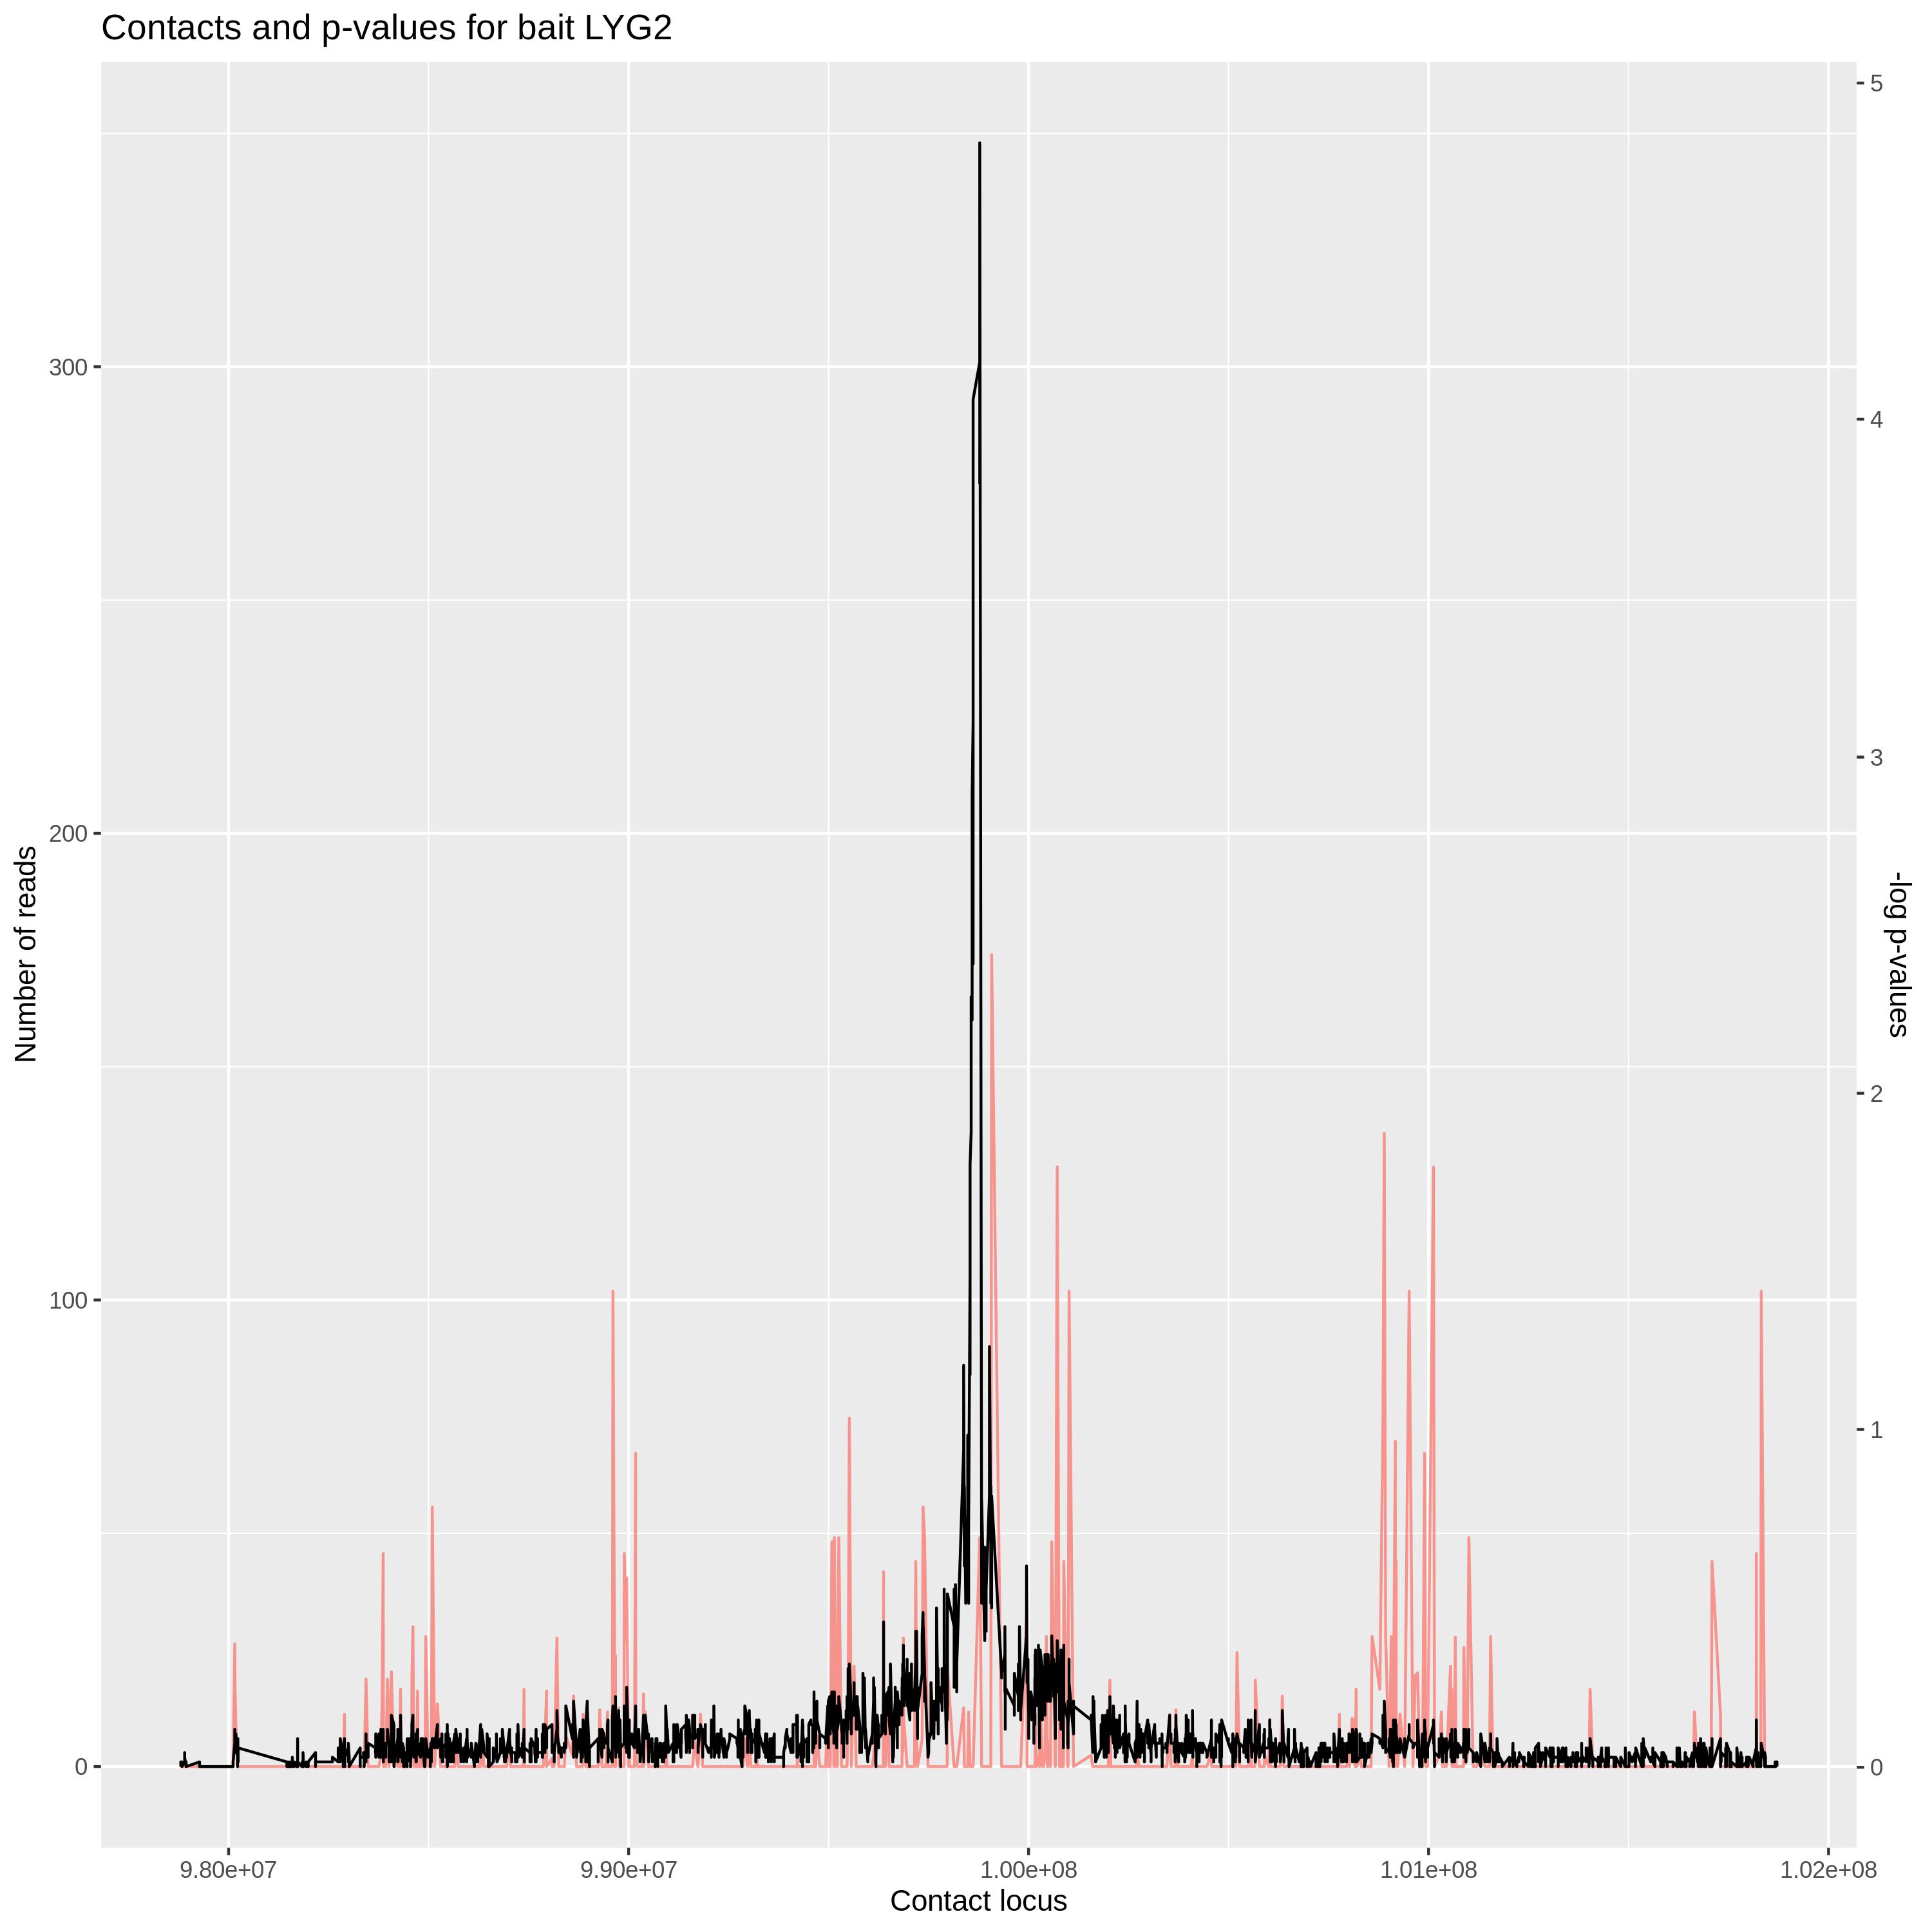 Contacts and p-values for bait LYG2
Number of reads
300
200
100
0
5
4
3
2
1
0
-log p-values
9.80e+07 9.90e+07 1.00e+08 1.01e+08 1.02e+08
Contact locus